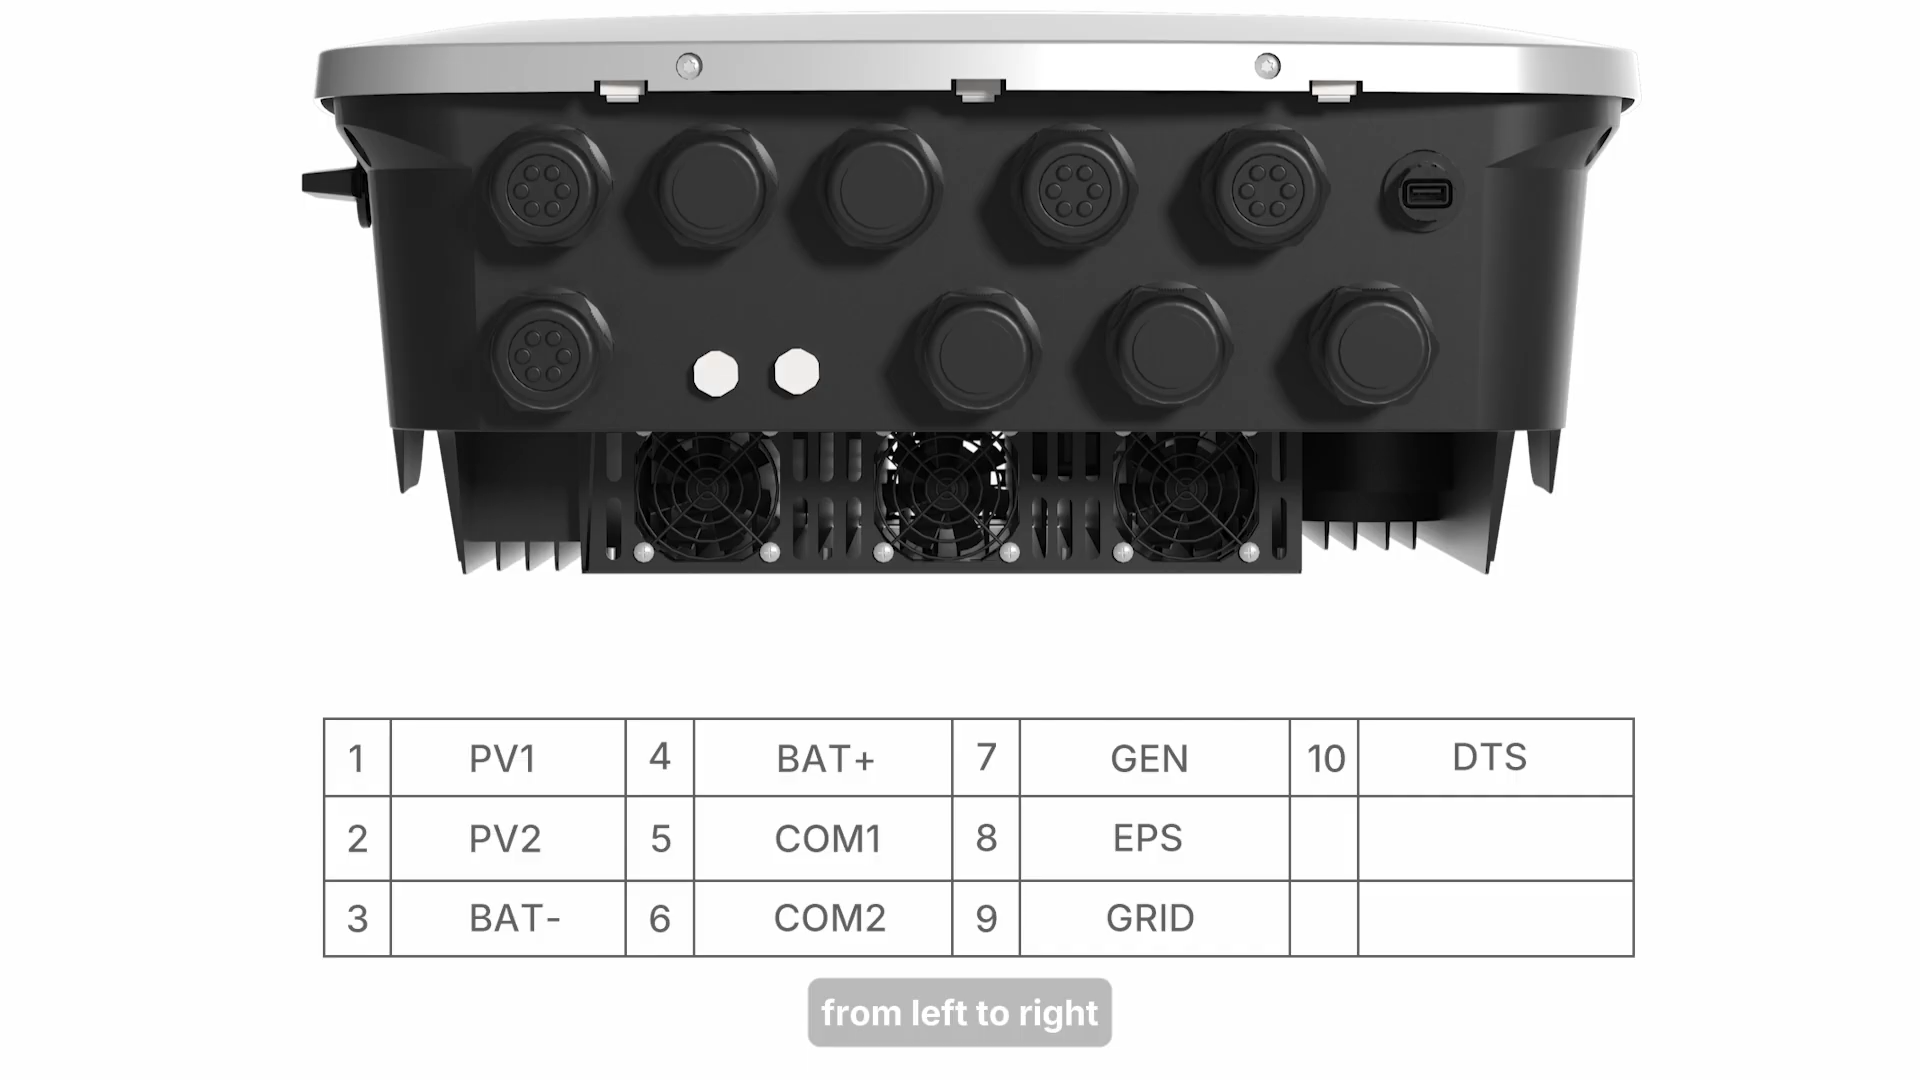 1 PV1 4 BAT+ 7 GEN 10 DTS
2 PV2 5 COM1 8 EPS
3 BAT- 6 COM2 9 GRID
from left to right